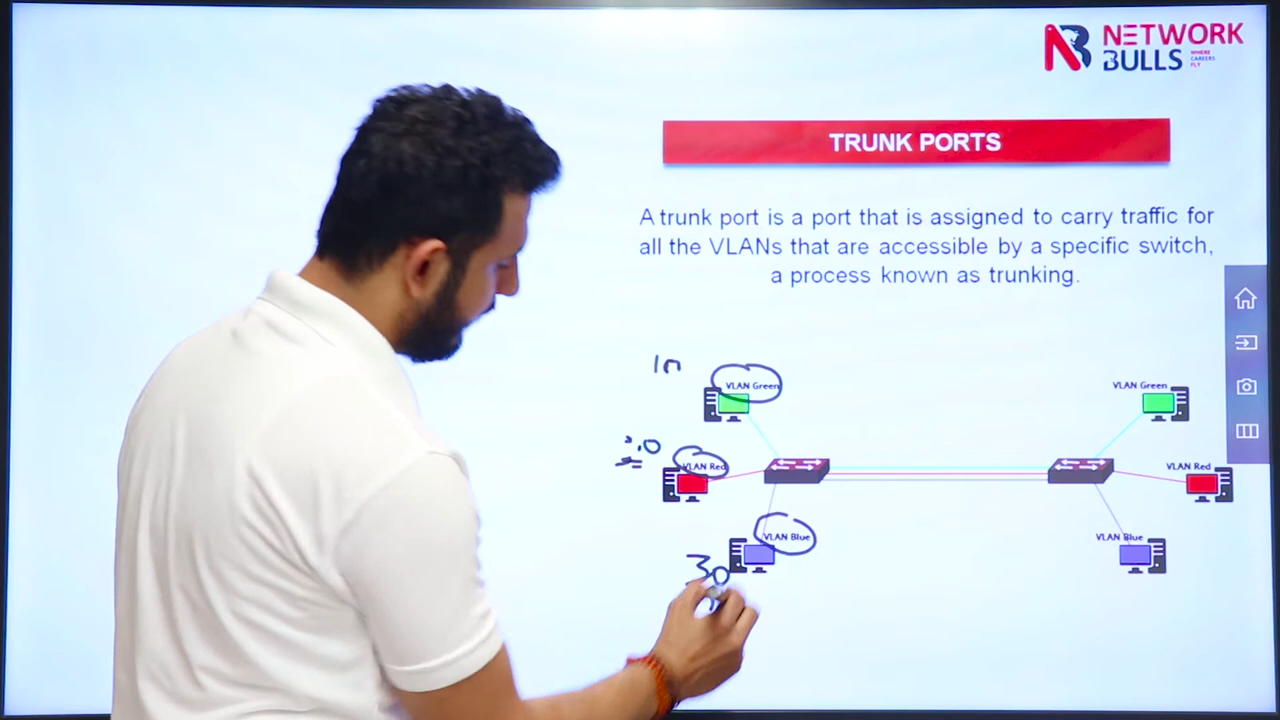 NETWORK
BULLS
WHERE
CAREERS
FLY
TRUNK PORTS
A trunk port is a port that is assigned to carry traffic for
all the VLANs that are accessible by a specific switch,
a process known as trunking.
VLAN Green
VLAN Green
VLAN Red
VLAN Red
VLAN Blue
VLAN Blue
30